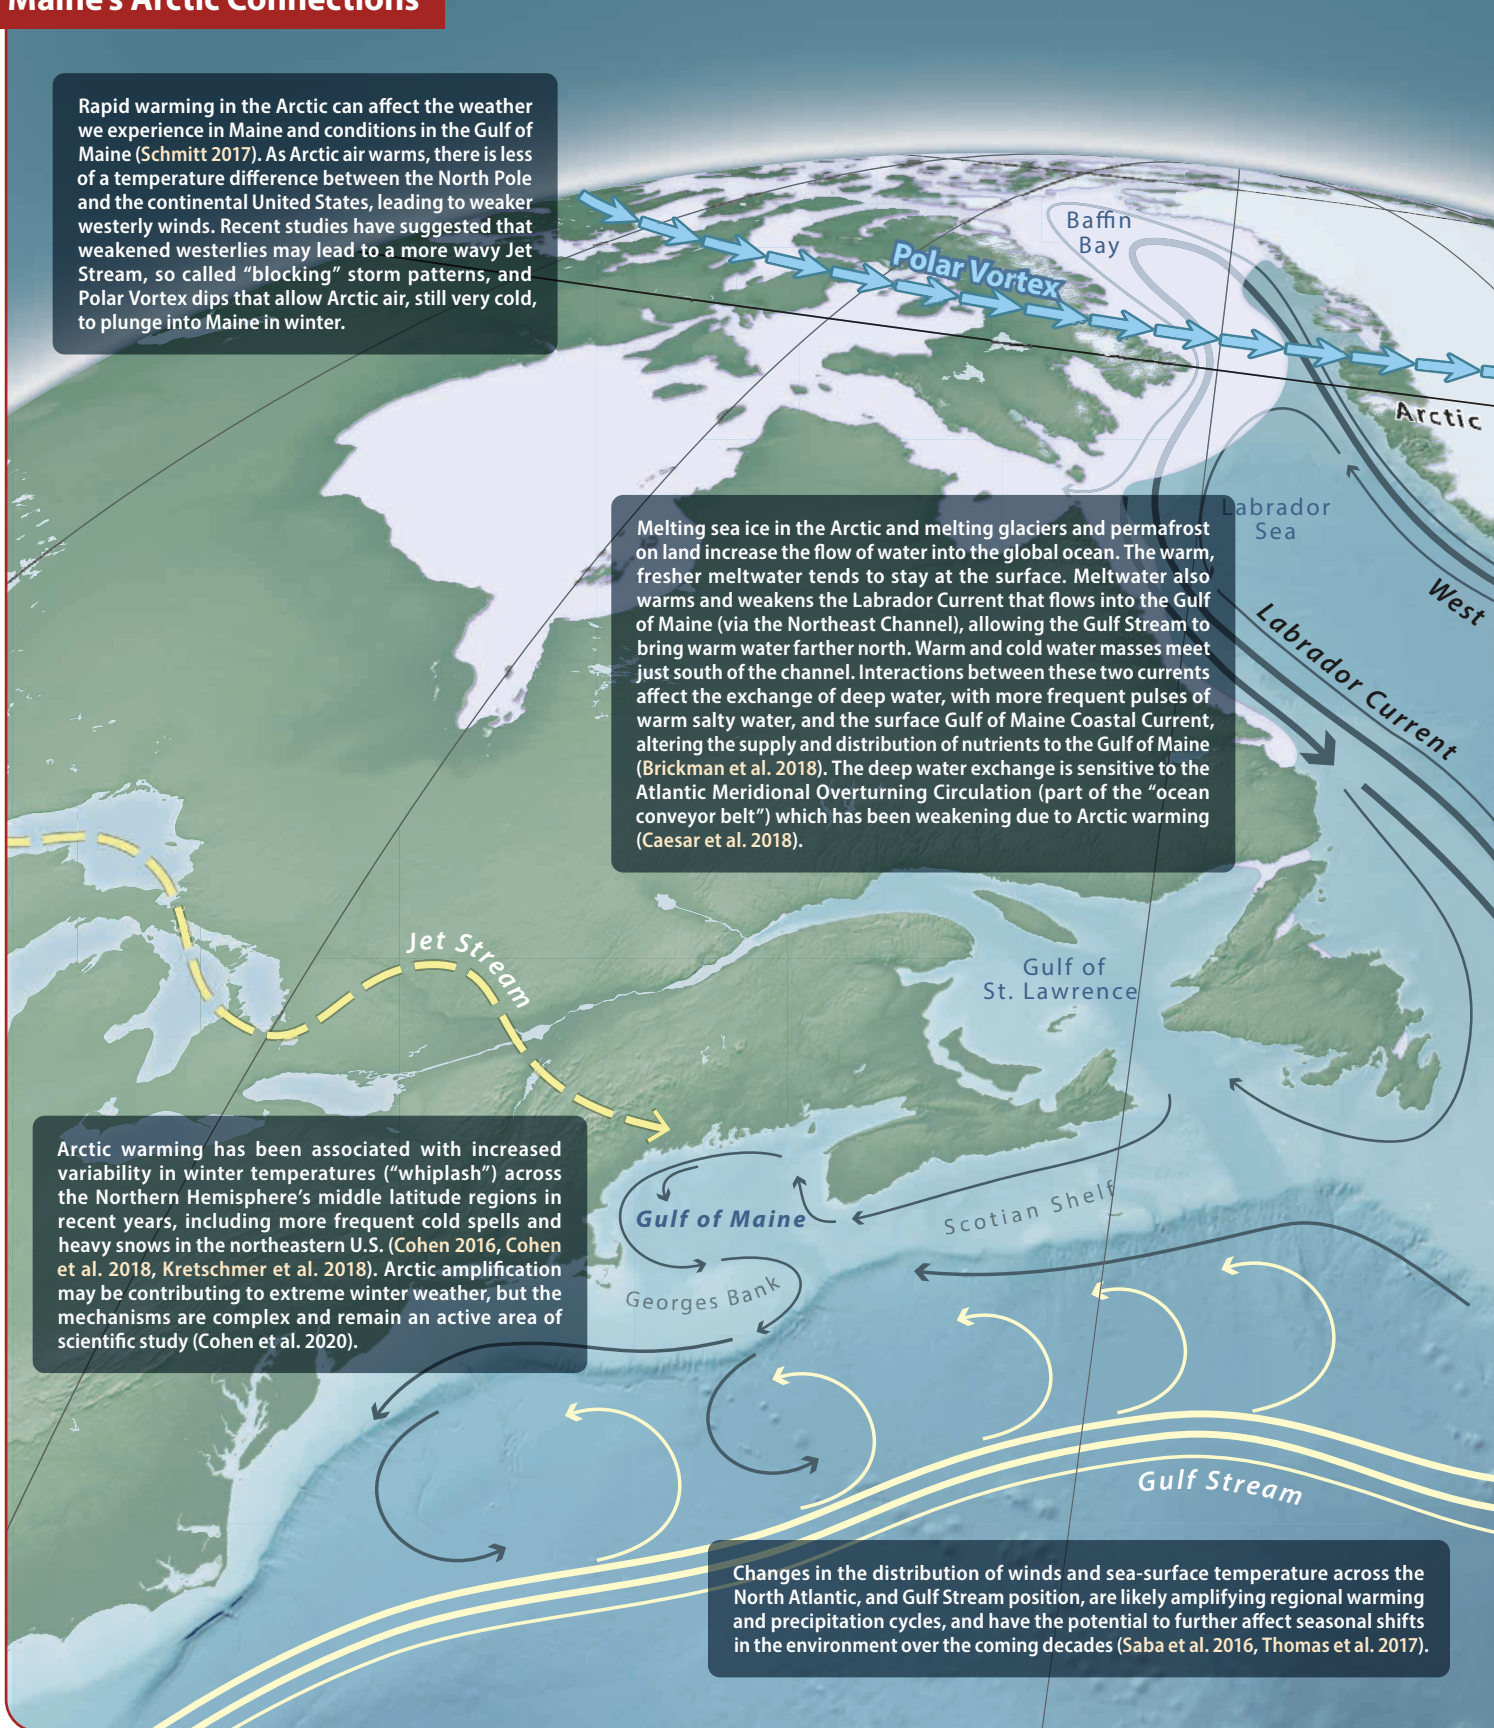 Maine's Arctic Connections
Rapid warming in the Arctic can affect the weather
we experience in Maine and conditions in the Gulf of
Maine (Schmitt 2017). As Arctic air warms, there is less
of a temperature difference between the North Pole
and the continental United States, leading to weaker
westerly winds. Recent studies have suggested that
weakened westerlies may lead to a more wavy Jet
Stream, so called “blocking” storm patterns, and
Polar Vortex dips that allow Arctic air, still very cold,
to plunge into Maine in winter.
Baffin
Bay
Polar Vortex
Arctic
Melting sea ice in the Arctic and melting glaciers and permafrost
on land increase the flow of water into the global ocean. The warm,
fresher meltwater tends to stay at the surface. Meltwater also
warms and weakens the Labrador Current that flows into the Gulf
of Maine (via the Northeast Channel), allowing the Gulf Stream to
bring warm water farther north. Warm and cold water masses meet
just south of the channel. Interactions between these two currents
affect the exchange of deep water, with more frequent pulses of
warm salty water, and the surface Gulf of Maine Coastal Current,
altering the supply and distribution of nutrients to the Gulf of Maine
(Brickman et al. 2018). The deep water exchange is sensitive to the
Atlantic Meridional Overturning Circulation (part of the “ocean
conveyor belt”) which has been weakening due to Arctic warming
(Caesar et al. 2018).
Labrador
Sea
West
Labrador Current
Jet Stream
Gulf of
St. Lawrence
Arctic warming has been associated with increased
variability in winter temperatures (“whiplash”) across
the Northern Hemisphere’s middle latitude regions in
recent years, including more frequent cold spells and
heavy snows in the northeastern U.S. (Cohen 2016, Cohen
et al. 2018, Kretschmer et al. 2018). Arctic amplification
may be contributing to extreme winter weather, but the
mechanisms are complex and remain an active area of
scientific study (Cohen et al. 2020).
Gulf of Maine
Scotian Shelf
Georges Bank
Gulf Stream
Changes in the distribution of winds and sea-surface temperature across the
North Atlantic, and Gulf Stream position, are likely amplifying regional warming
and precipitation cycles, and have the potential to further affect seasonal shifts
in the environment over the coming decades (Saba et al. 2016, Thomas et al. 2017).